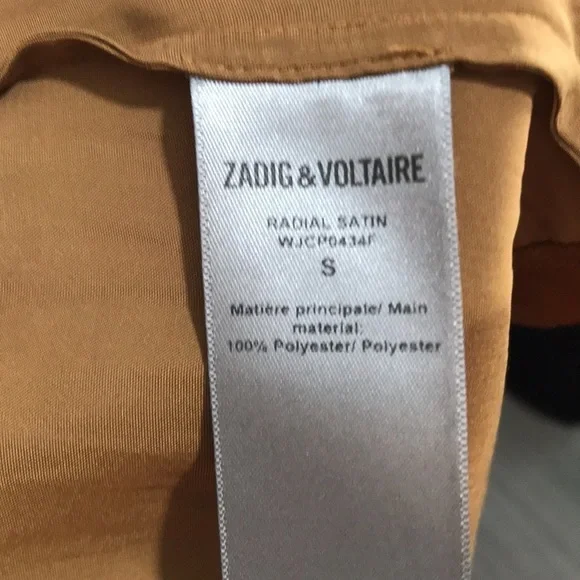 ZADIG & VOLTAIRE
RADIAL SATIN
WJCP0434F
S
Matière principale/ Main
material:
100% Polyester/ Polyester